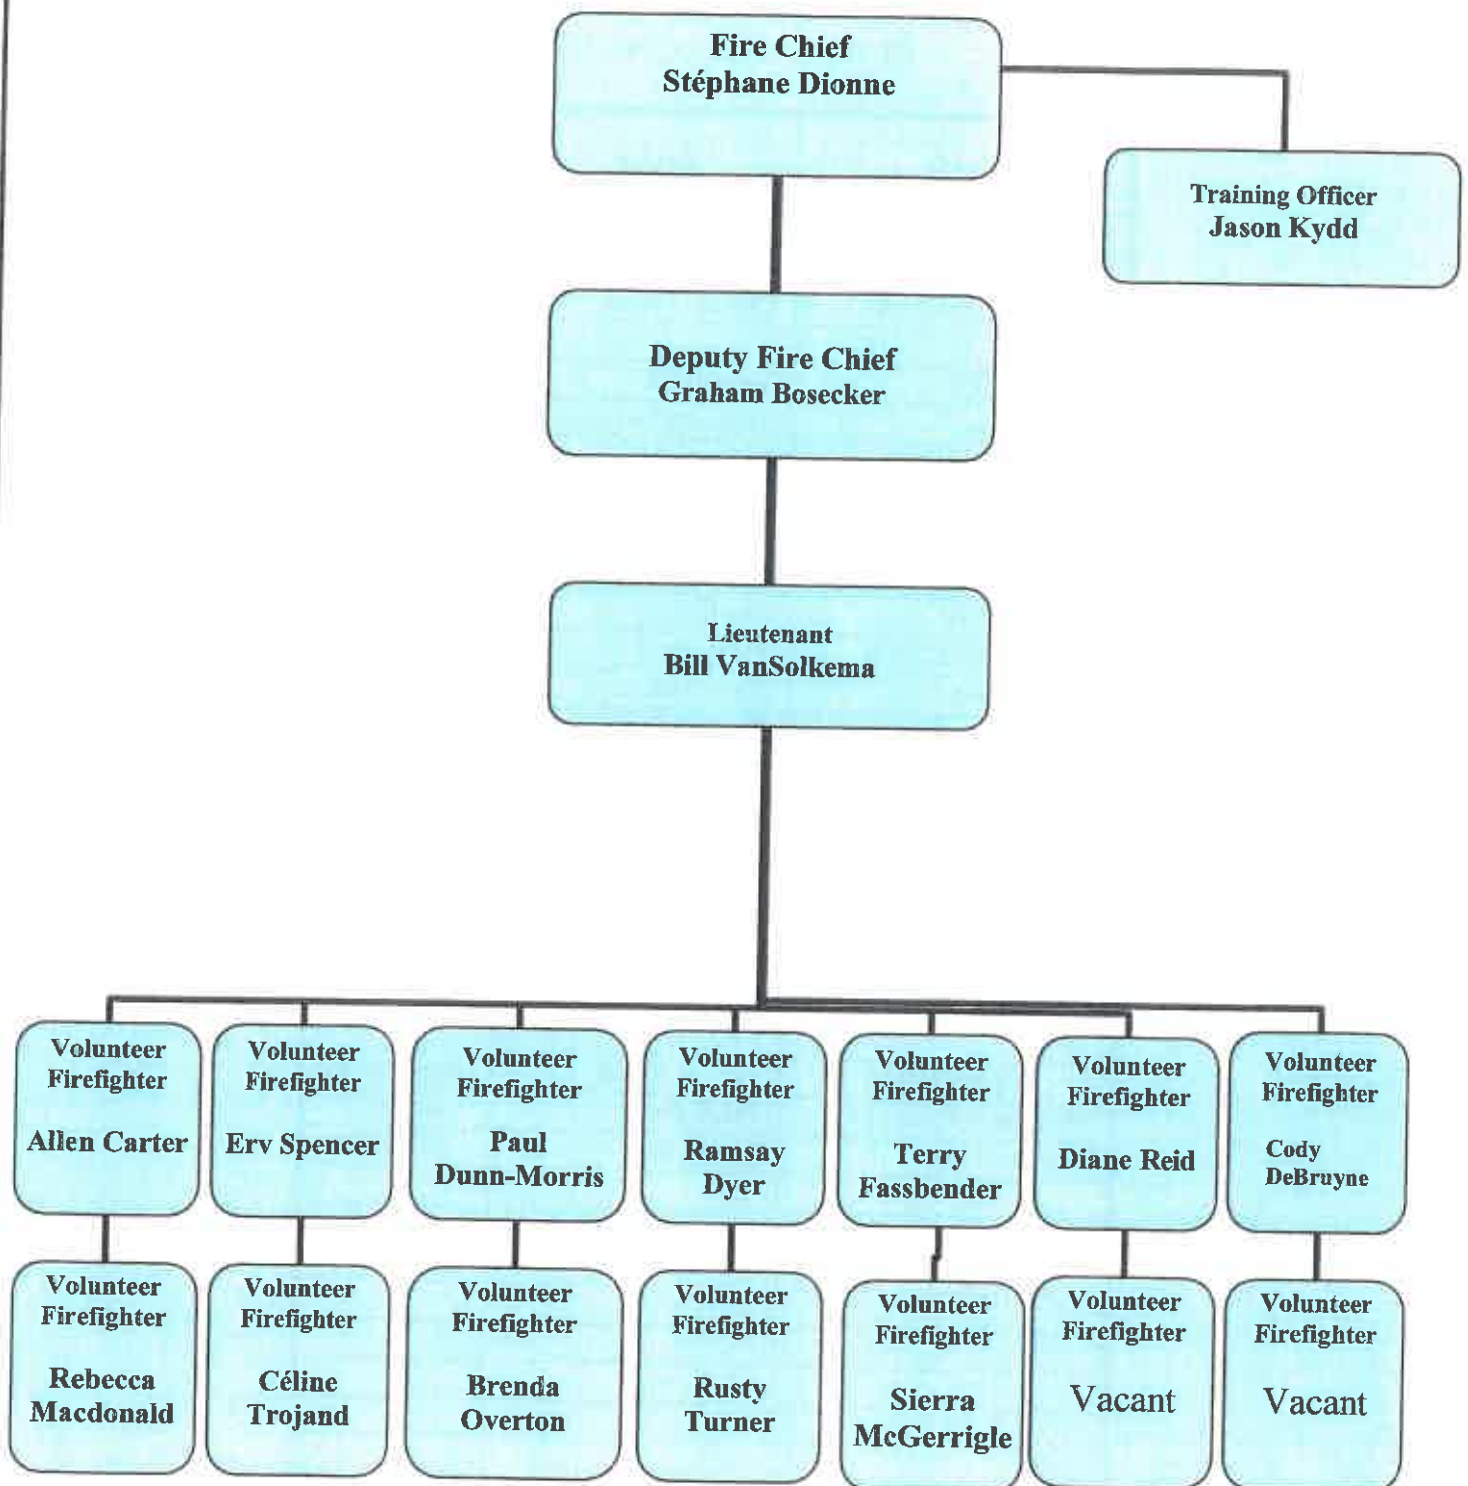 Fire Chief
Stéphane Dionne
Training Officer
Jason Kydd
Deputy Fire Chief
Graham Bosecker
Lieutenant
Bill VanSolkema
Volunteer
Firefighter
Allen Carter
Volunteer
Firefighter
Erv Spencer
Volunteer
Firefighter
Paul
Dunn-Morris
Volunteer
Firefighter
Ramsay
Dyer
Volunteer
Firefighter
Terry
Fassbender
Volunteer
Firefighter
Diane Reid
Volunteer
Firefighter
Cody
DeBruyne
Volunteer
Firefighter
Rebecca
Macdonald
Volunteer
Firefighter
Céline
Trojand
Volunteer
Firefighter
Brenda
Overton
Volunteer
Firefighter
Rusty
Turner
Volunteer
Firefighter
Sierra
McGerrigle
Volunteer
Firefighter
Vacant
Volunteer
Firefighter
Vacant